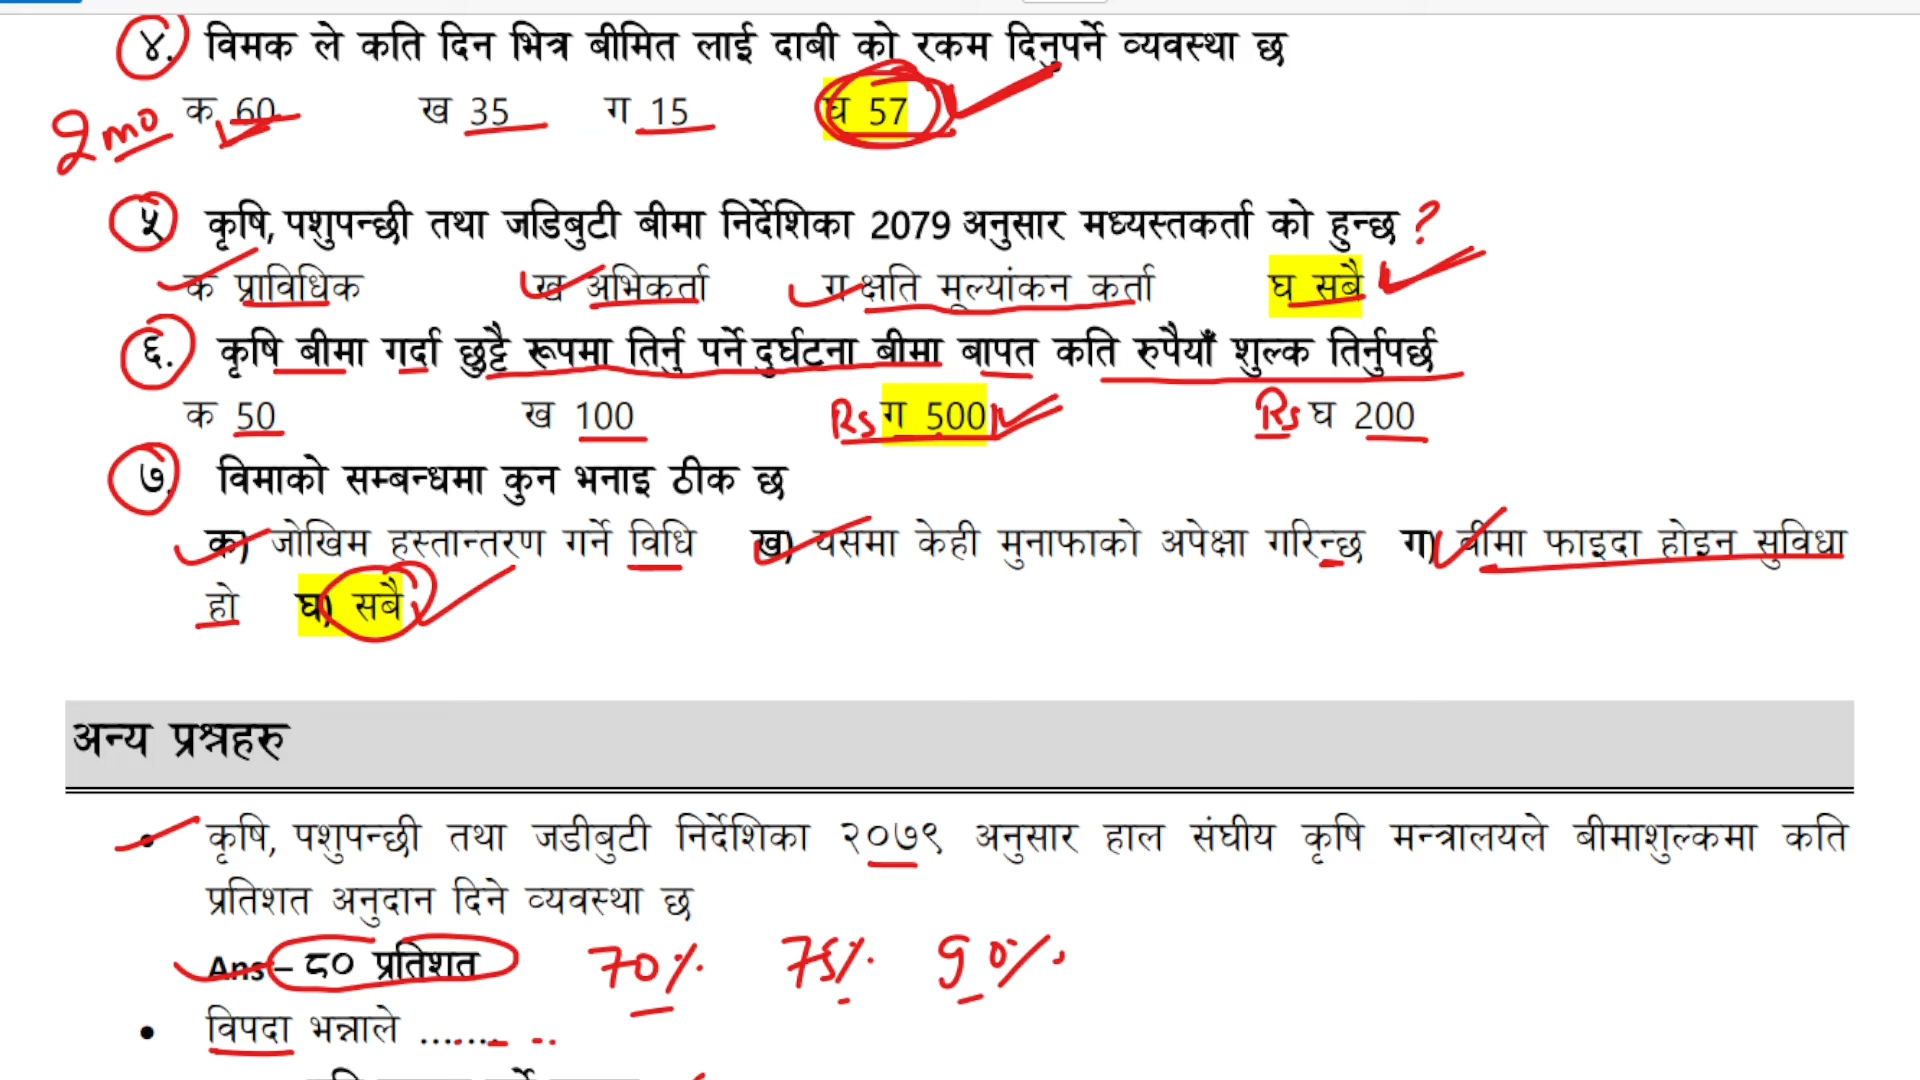 ४. विमक ले कति दिन भित्र बीमित लाई दाबी को रकम दिनुपर्ने व्यवस्था छ
2 mo क 60 ख 35 ग 15 घ 57
५ कृषि, पशुपन्छी तथा जडिबुटी बीमा निर्देशिका 2079 अनुसार मध्यस्तकर्ता को हुन्छ ?
क प्राविधिक ख अभिकर्ता ग क्षति मूल्यांकन कर्ता घ सबै
६. कृषि बीमा गर्दा छुट्टै रूपमा तिर्नु पर्ने दुर्घटना बीमा बापत कति रुपैयाँ शुल्क तिर्नुपर्छ
क 50 ख 100 Rs ग 500 Rs घ 200
७. विमाको सम्बन्धमा कुन भनाइ ठीक छ
क) जोखिम हस्तान्तरण गर्ने विधि ख) यसमा केही मुनाफाको अपेक्षा गरिन्छ ग) बीमा फाइदा होइन सुविधा
हो घ) सबै
अन्य प्रश्नहरु
• कृषि, पशुपन्छी तथा जडीबुटी निर्देशिका २०७९ अनुसार हाल संघीय कृषि मन्त्रालयले बीमाशुल्कमा कति
प्रतिशत अनुदान दिने व्यवस्था छ
Ans – ८० प्रतिशत 70% 75% 90%
• विपदा भन्नाले ........